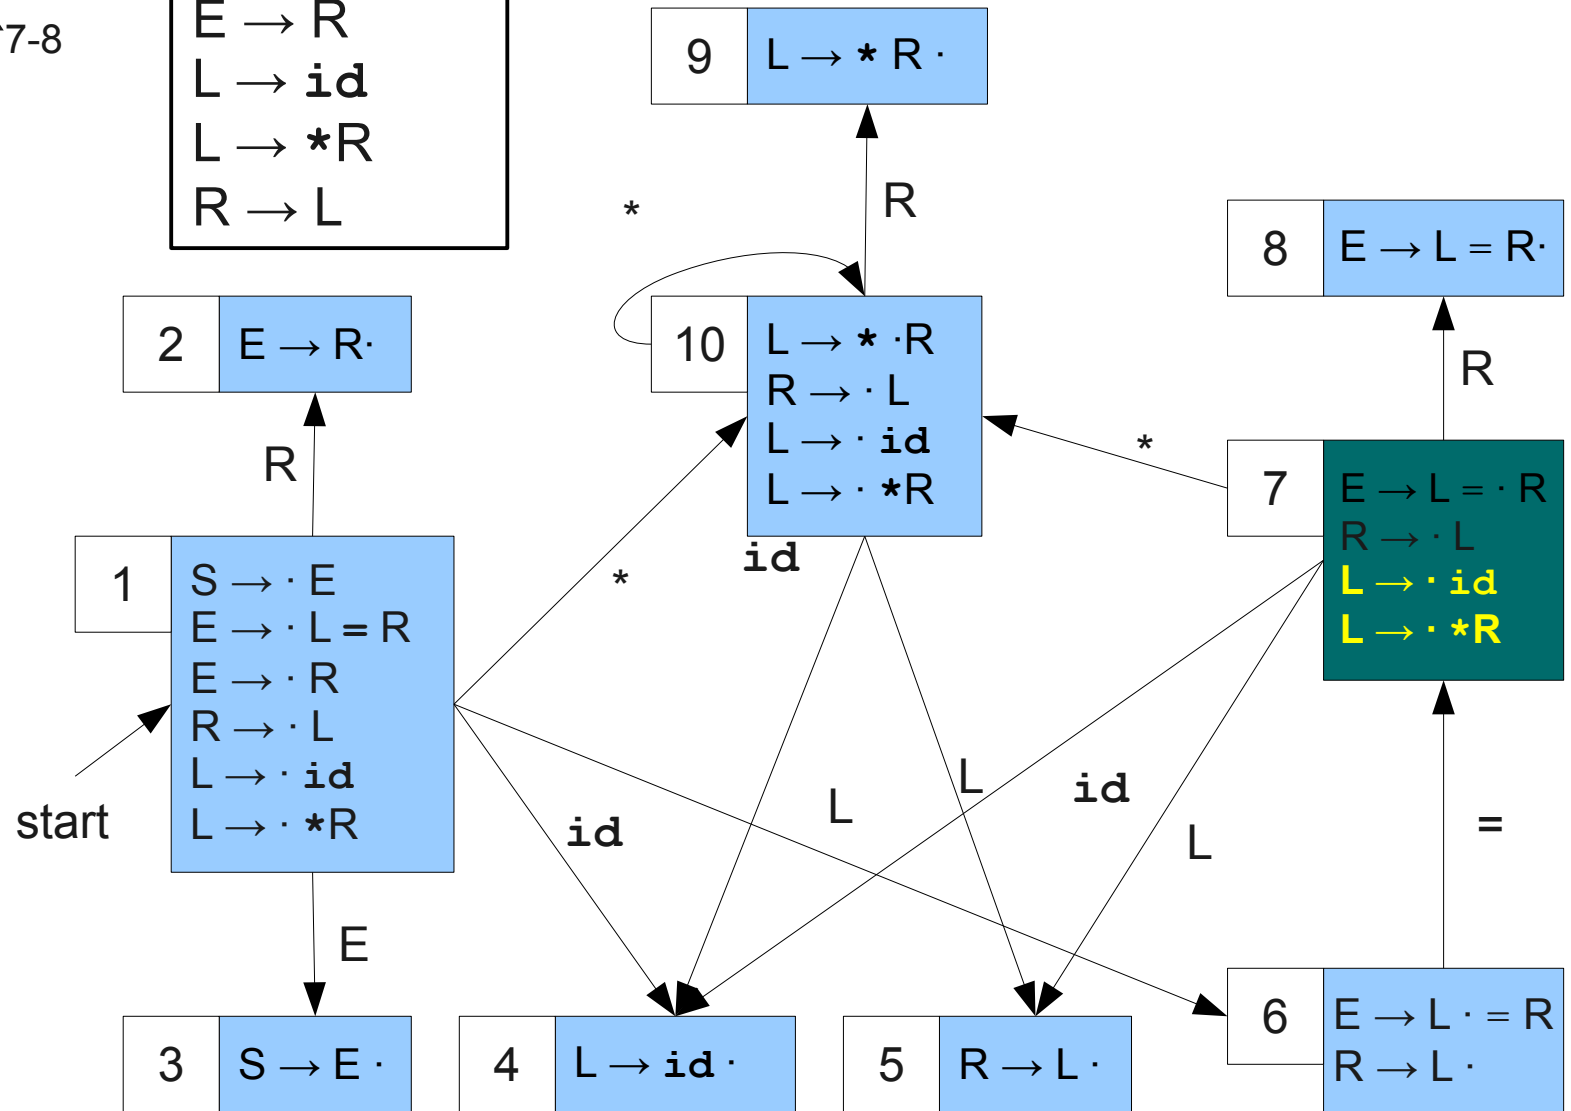 7-8
E → R
L → id
L → *R
R → L
9
L → * R ·
R
*
8
E → L = R·
2
E → R·
10
L → * ·R
R → · L
L → · id
L → · *R
R
*
R
7
E → L = · R
R → · L
L → · id
L → · *R
1
S → · E
E → · L = R
E → · R
R → · L
L → · id
L → · *R
id
*
start
id
L
L
id
L
=
E
3
S → E ·
4
L → id ·
5
R → L ·
6
E → L · = R
R → L ·